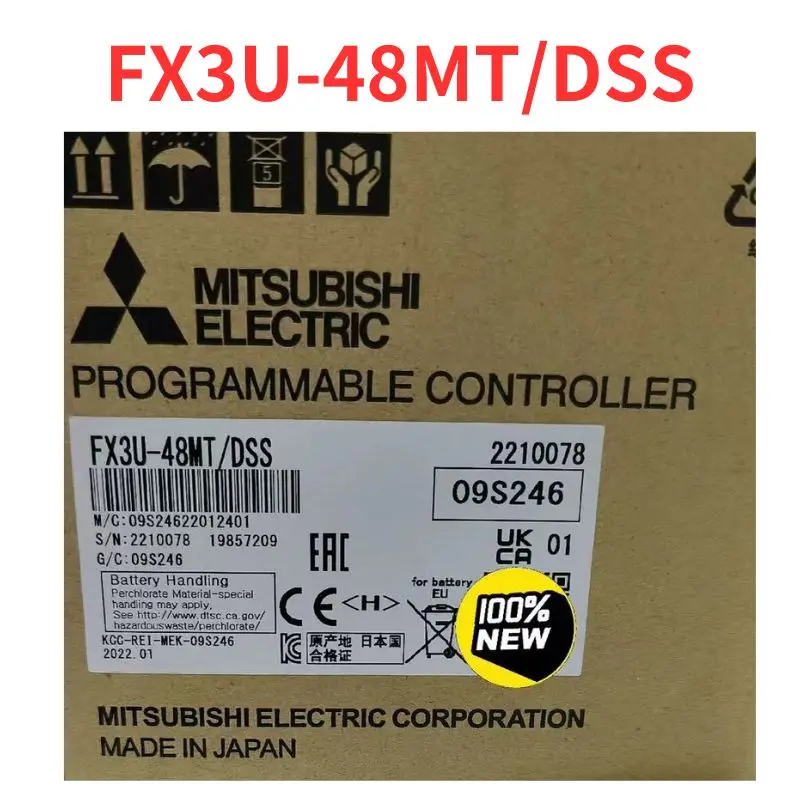 FX3U-48MT/DSS
5
MITSUBISHI
ELECTRIC
PROGRAMMABLE CONTROLLER
FX3U-48MT/DSS
2210078
09S246
M/C:09S24622012401
S/N:2210078 19857209
G/C:09S246
EAC
UK
CA 01
Battery Handling
Perchlorate Material-special
handling may apply.
See http://www.dtsc.ca.gov/
hazardouswaste/perchlorate/
for battery
EU
CE <H>
原产地 日本国
合格证
KCC-REI-MEK-09S246
2022.01
100%
NEW
MITSUBISHI ELECTRIC CORPORATION
MADE IN JAPAN